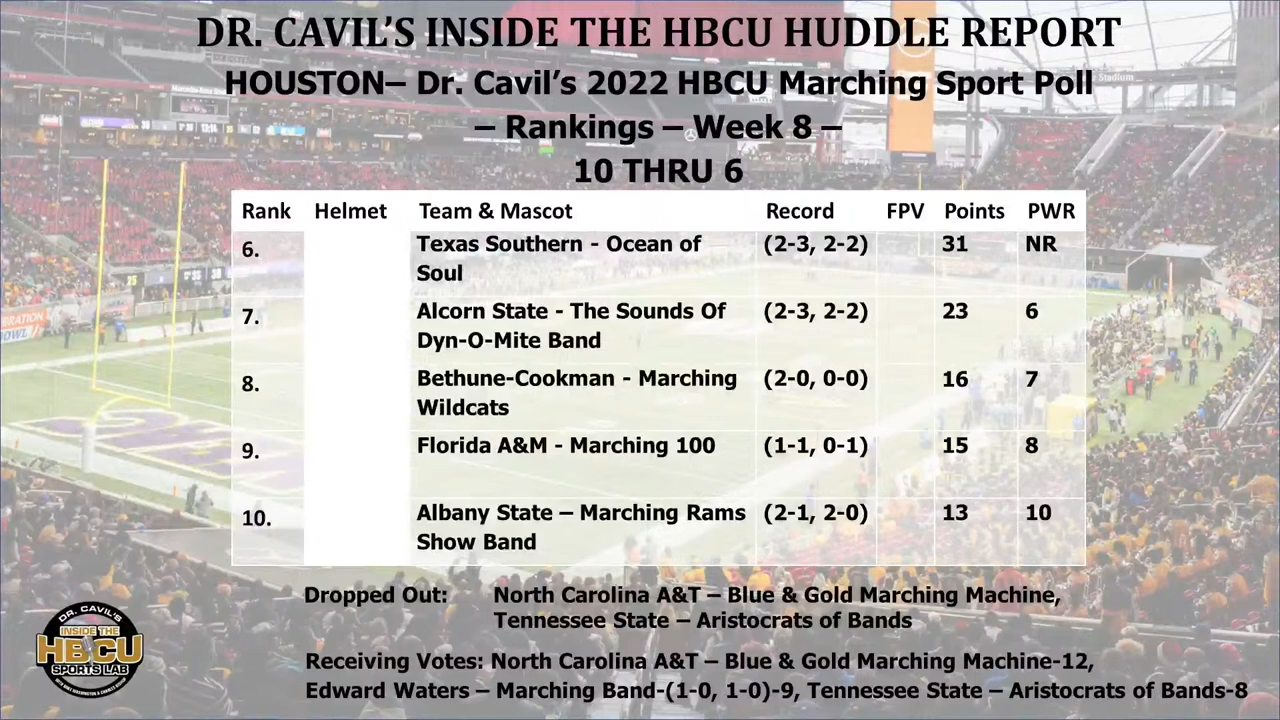 DR. CAVIL'S INSIDE THE HBCU HUDDLE REPORT
HOUSTON– Dr. Cavil's 2022 HBCU Marching Sport Poll
– Rankings – Week 8 –
10 THRU 6
Rank Helmet Team & Mascot Record FPV Points PWR
6. Texas Southern - Ocean of Soul (2-3, 2-2) 31 NR
7. Alcorn State - The Sounds Of Dyn-O-Mite Band (2-3, 2-2) 23 6
8. Bethune-Cookman - Marching Wildcats (2-0, 0-0) 16 7
9. Florida A&M - Marching 100 (1-1, 0-1) 15 8
10. Albany State – Marching Rams Show Band (2-1, 2-0) 13 10
Dropped Out: North Carolina A&T – Blue & Gold Marching Machine,
Tennessee State – Aristocrats of Bands
Receiving Votes: North Carolina A&T – Blue & Gold Marching Machine-12,
Edward Waters – Marching Band-(1-0, 1-0)-9, Tennessee State – Aristocrats of Bands-8
DR. CAVIL'S
INSIDE THE
HBCU
SPORTS LAB